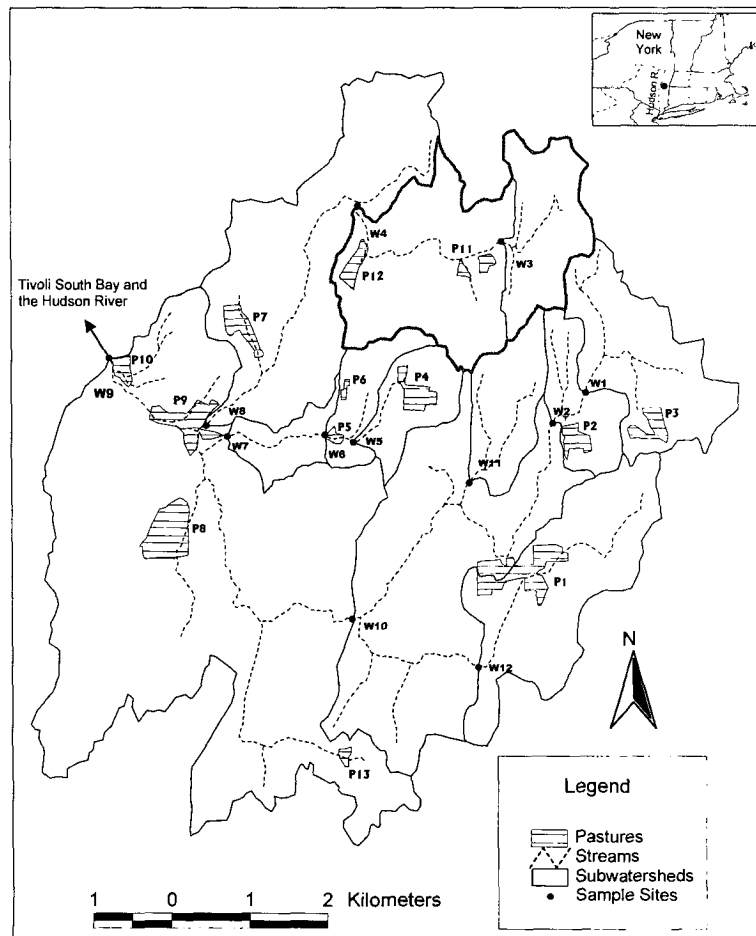 New
York
Hudson R.
W4
P11
W3
P12
Tivoli South Bay and
the Hudson River
P7
P10
W9
P6
P4
W1
P9
W8
W2
P2
P3
P5
W7
W6
W5
W11
P8
P1
W10
W12
N
P13
Legend
Pastures
Streams
Subwatersheds
Sample Sites
1 0 1 2 Kilometers